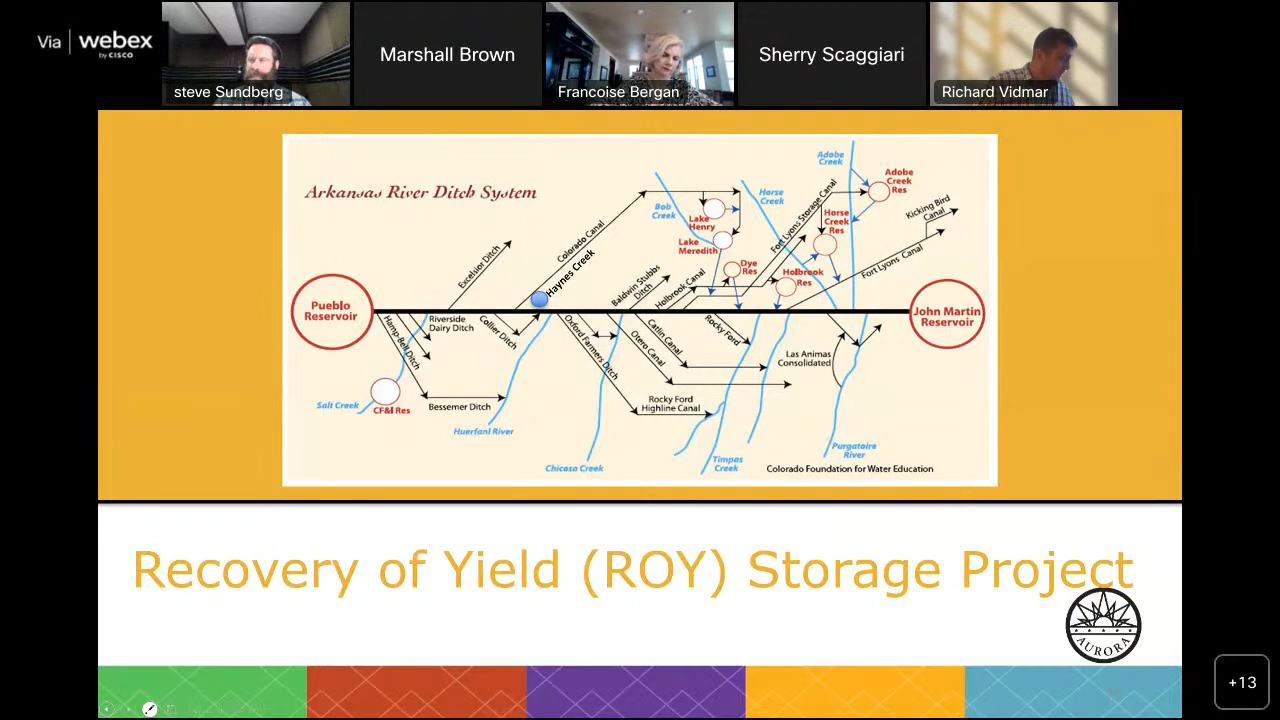 Via | webex
by CISCO
steve Sundberg
Marshall Brown
Francoise Bergan
Sherry Scaggiari
Richard Vidmar
Arkansas River Ditch System
Pueblo
Reservoir
Hamp-Bell Ditch
Riverside
Dairy Ditch
Excelsior Ditch
Collier Ditch
Colorado Canal
Haynes Creek
Salt Creek
CF&I Res
Bessemer Ditch
Huerfanl River
Oxford Farmers Ditch
Chicosa Creek
Baldwin Stubbs
Ditch
Holbrook Canal
Otero Canal
Catlin Canal
Rocky Ford
Rocky Ford
Highline Canal
Timpas
Creek
Bob
Creek
Lake
Henry
Lake
Meredith
Dye
Res
Horse
Creek
Holbrook
Res
Fort Lyons Storage Canal
Horse
Creek
Res
Adobe
Creek
Adobe
Creek
Res
Kicking Bird
Canal
Fort Lyons Canal
Las Animas
Consolidated
Purgatoire
River
John Martin
Reservoir
Colorado Foundation for Water Education
Recovery of Yield (ROY) Storage Project
AURORA
+13